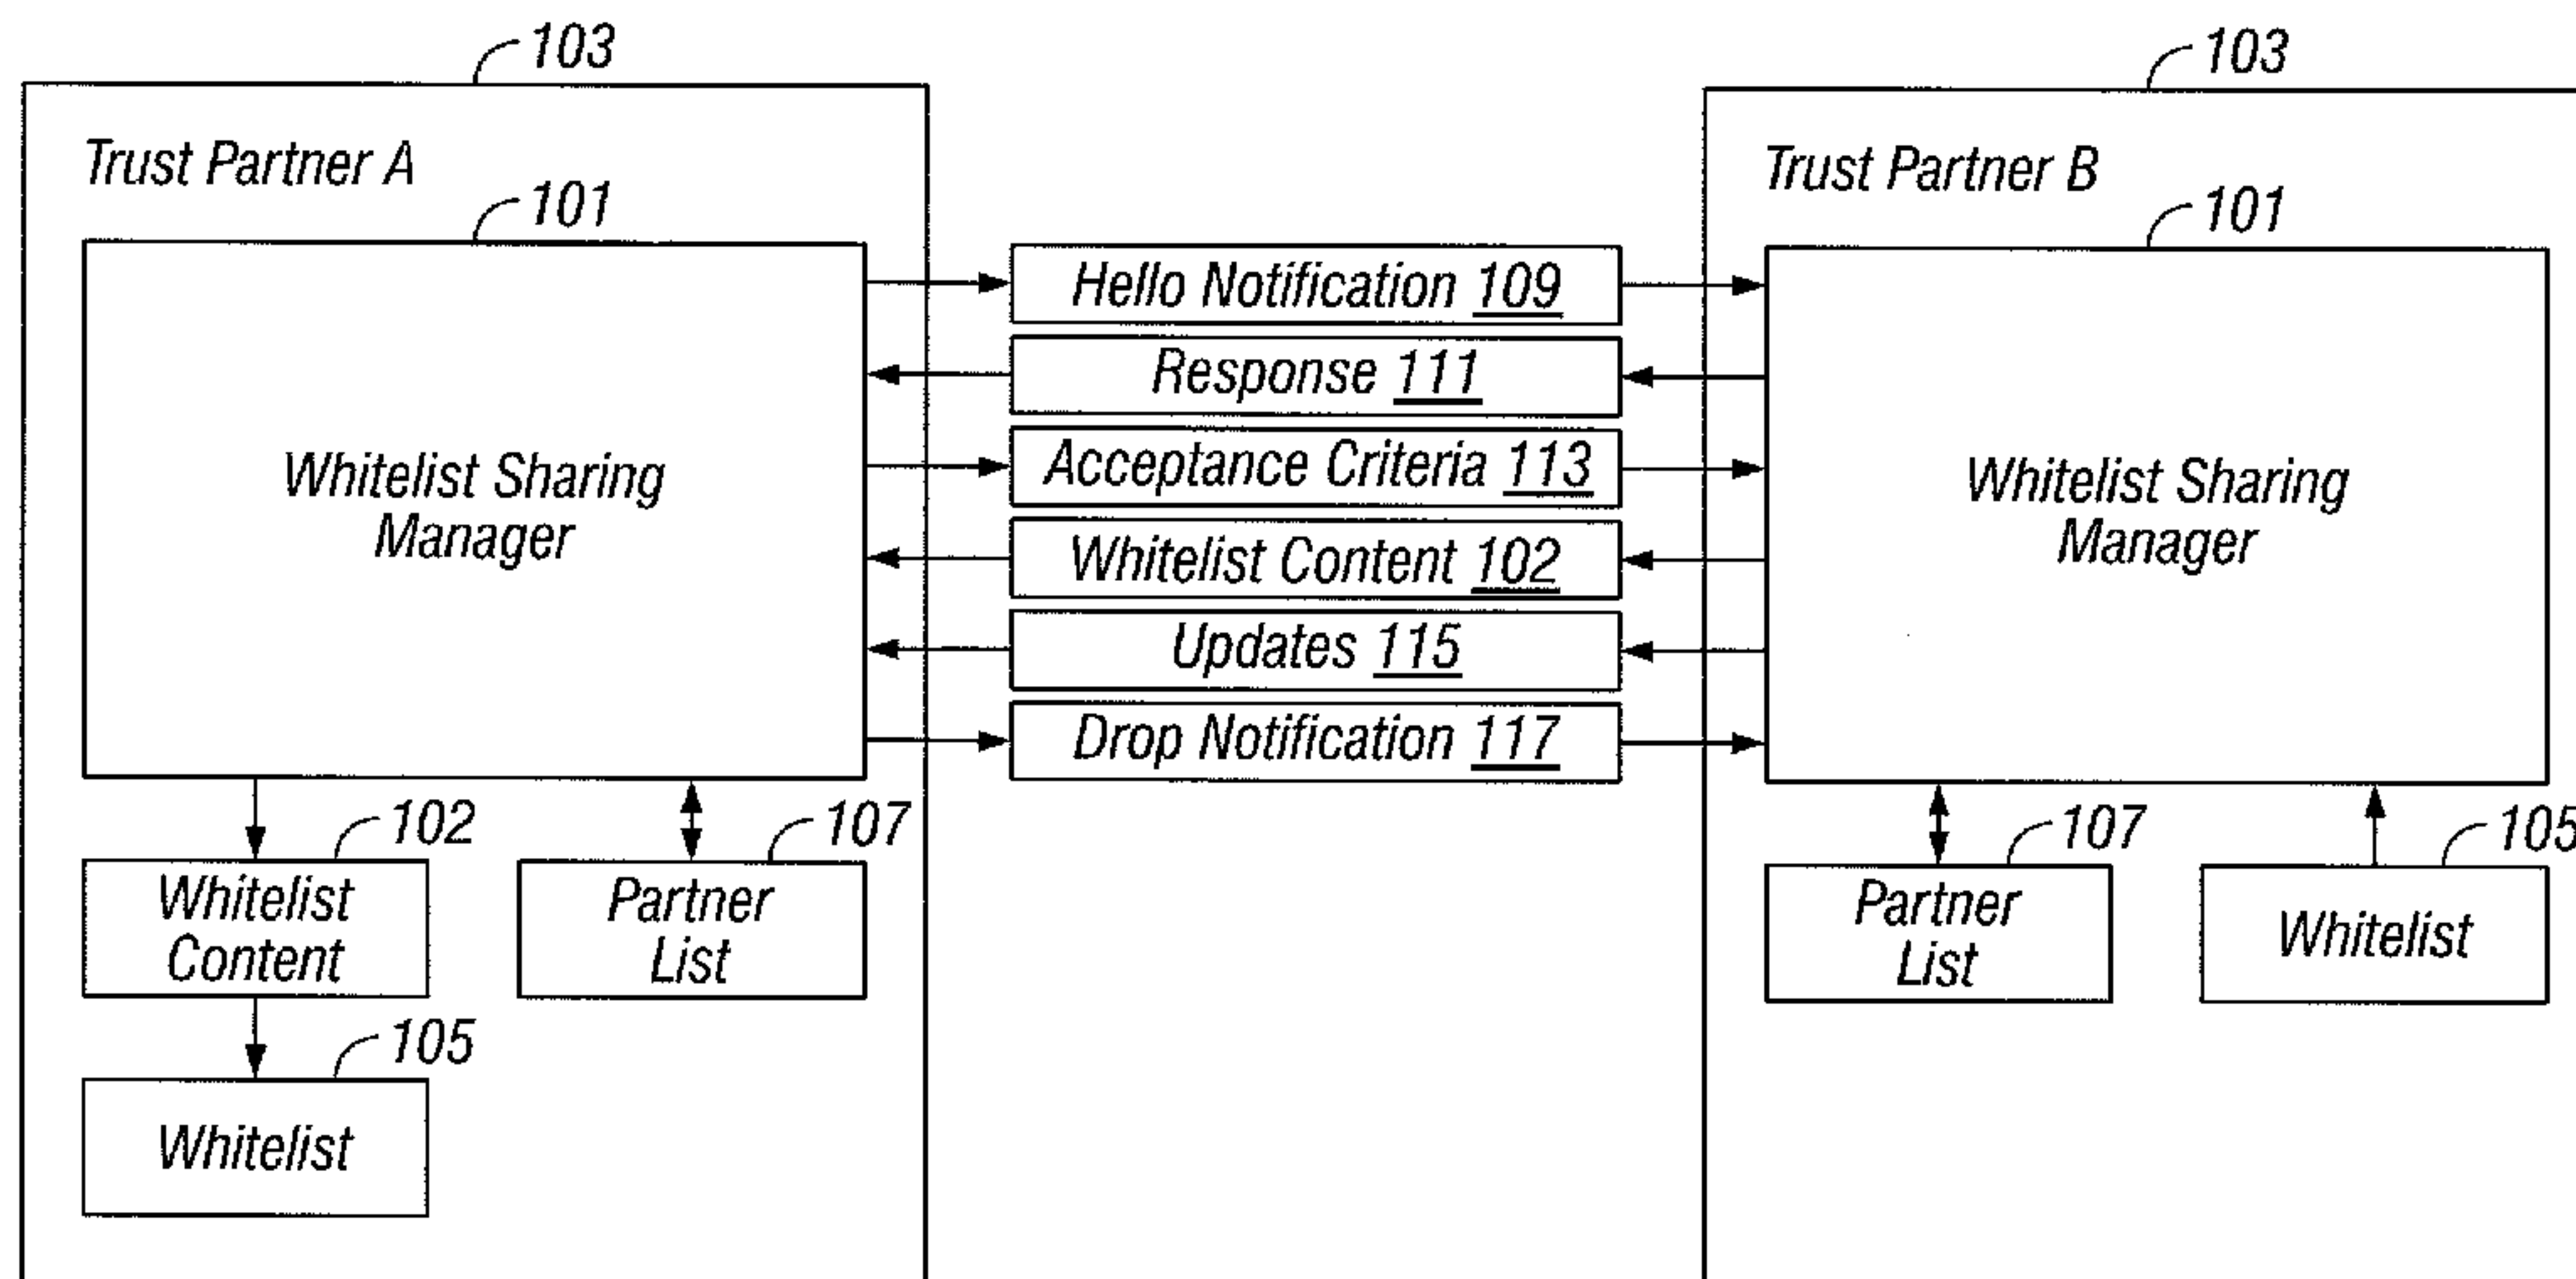 103
Trust Partner A
101
Whitelist Sharing
Manager
102
Whitelist
Content
107
Partner
List
105
Whitelist
Hello Notification 109
Response 111
Acceptance Criteria 113
Whitelist Content 102
Updates 115
Drop Notification 117
103
Trust Partner B
101
Whitelist Sharing
Manager
107
Partner
List
105
Whitelist